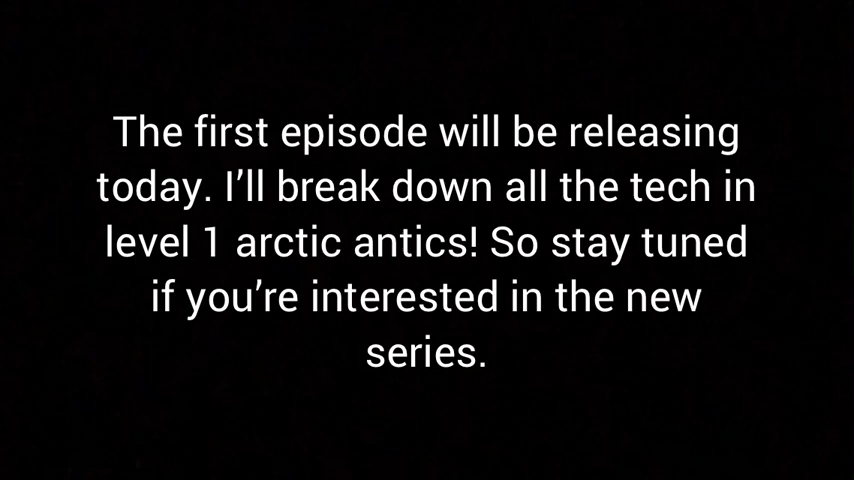 The first episode will be releasing
today. I’ll break down all the tech in
level 1 arctic antics! So stay tuned
if you’re interested in the new
series.